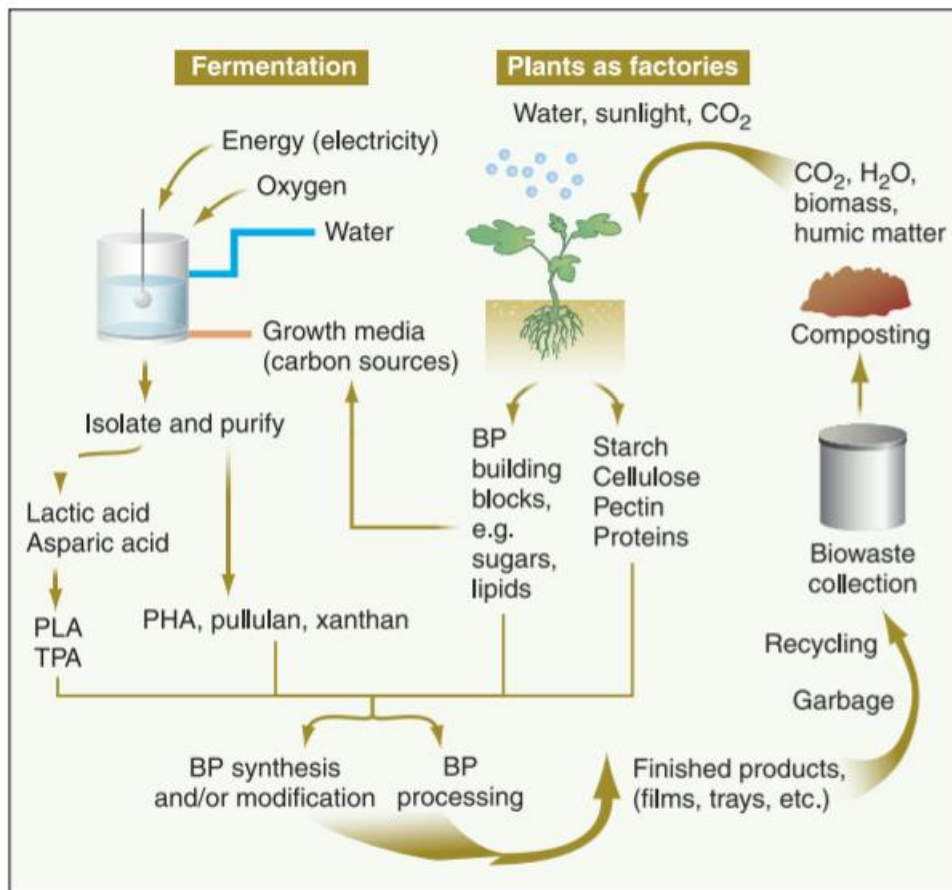 Fermentation
Energy (electricity)
Oxygen
Water
Growth media
(carbon sources)
Isolate and purify
Lactic acid
Asparic acid
PLA
TPA
PHA, pullulan, xanthan
Plants as factories
Water, sunlight, CO₂
BP
building
blocks,
e.g.
sugars,
lipids
Starch
Cellulose
Pectin
Proteins
CO₂, H₂O,
biomass,
humic matter
Composting
Biowaste
collection
Recycling
Garbage
BP synthesis
and/or modification
BP
processing
Finished products,
(films, trays, etc.)